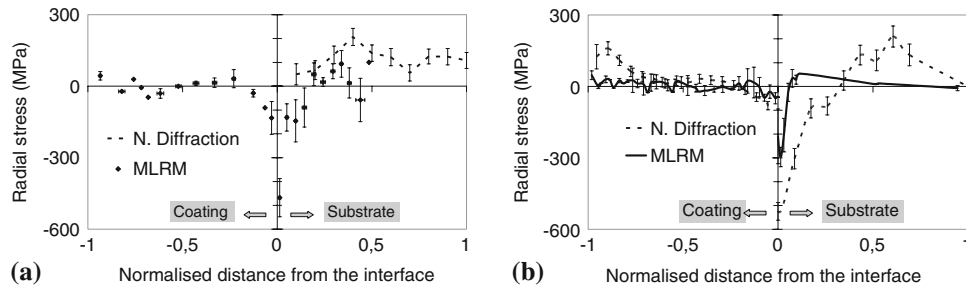 300
0
-300
-600
Radial stress (MPa)
N. Diffraction
MLRM
Coating
Substrate
-1
-0,5
0
0,5
1
Normalised distance from the interface
(a)
300
0
-300
-600
Radial stress (MPa)
N. Diffraction
MLRM
Coating
Substrate
-1
-0,5
0
0,5
1
Normalised distance from the interface
(b)